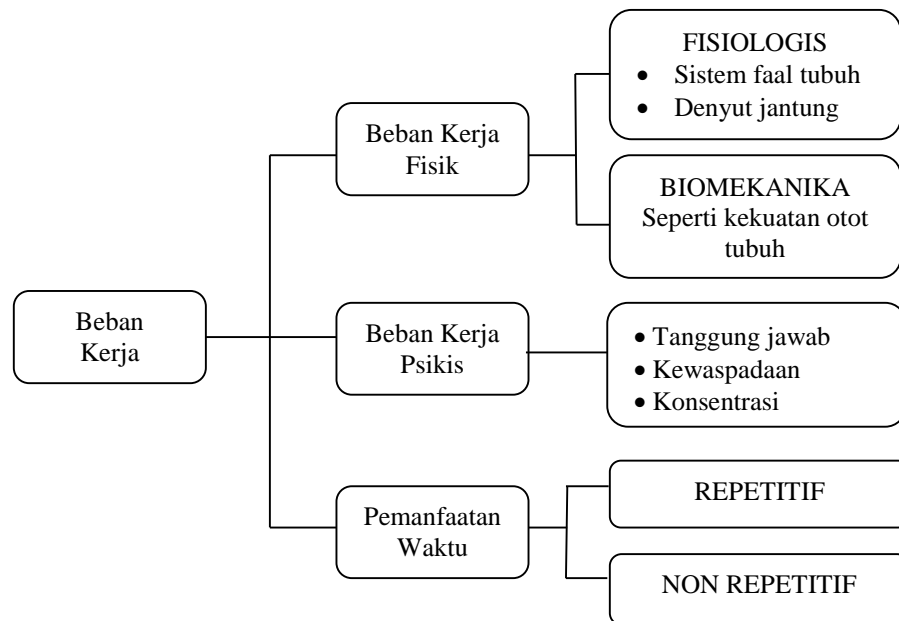 FISIOLOGIS
• Sistem faal tubuh
• Denyut jantung
Beban Kerja
Fisik
BIOMEKANIKA
Seperti kekuatan otot
tubuh
Beban
Kerja
Beban Kerja
Psikis
• Tanggung jawab
• Kewaspadaan
• Konsentrasi
Pemanfaatan
Waktu
REPETITIF
NON REPETITIF